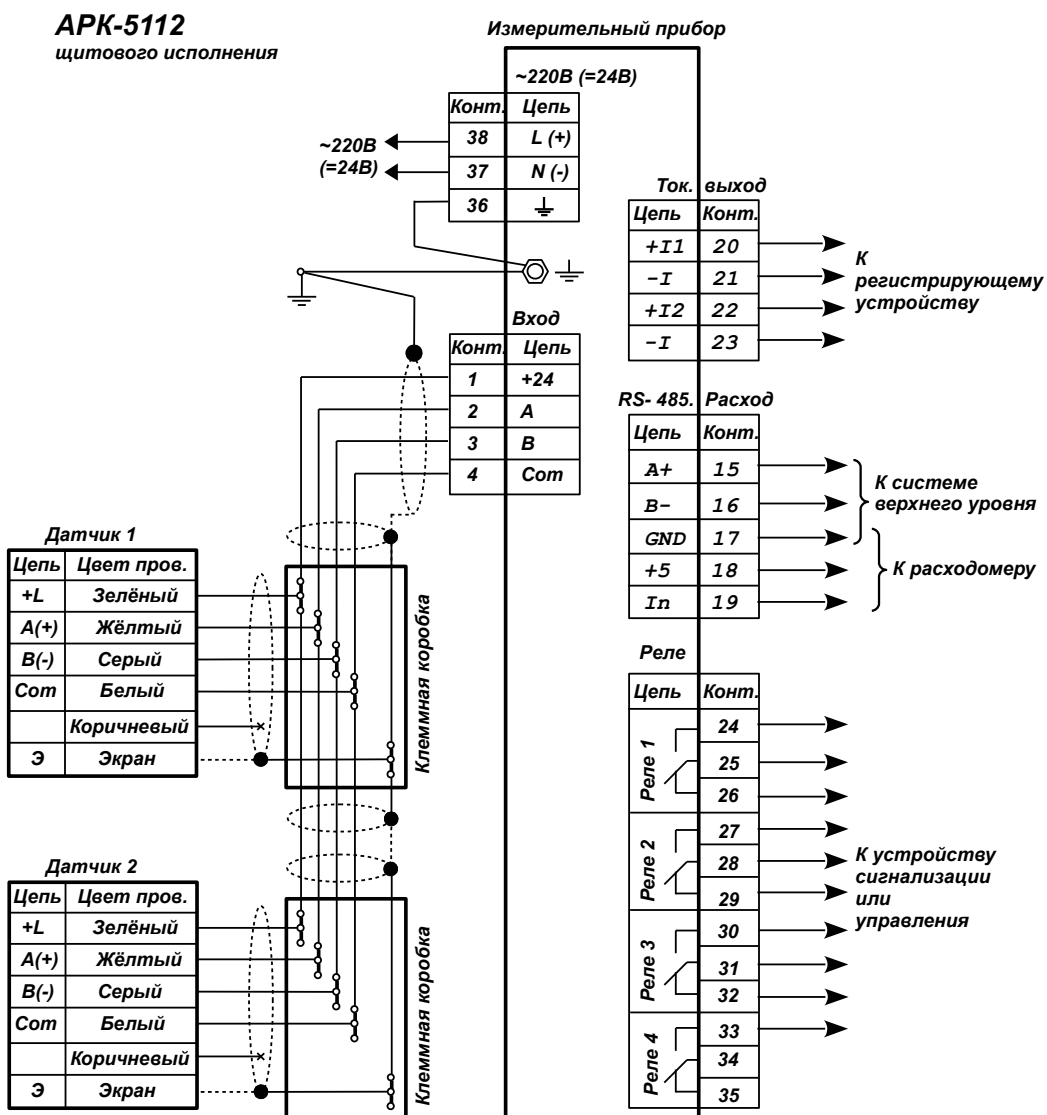 АРК-5112
щитового исполнения
Измерительный прибор
~220В (=24В)
Конт. Цепь
38 L (+)
37 N (-)
36
~220В
(=24В)
Ток. выход
Цепь Конт.
+I1 20
-I 21
+I2 22
-I 23
К
регистрирующему
устройству
Вход
Конт. Цепь
1 +24
2 А
3 В
4 Com
RS- 485. Расход
Цепь Конт.
A+ 15
B- 16
GND 17
+5 18
In 19
К системе
верхнего уровня
К расходомеру
Датчик 1
Цепь Цвет пров.
+L Зелёный
А(+) Жёлтый
В(-) Серый
Com Белый
Коричневый
Э Экран
Клеммная коробка
Реле
Цепь Конт.
Реле 1
24
25
26
Реле 2
27
28
29
Реле 3
30
31
32
Реле 4
33
34
35
К устройству
сигнализации
или
управления
Датчик 2
Цепь Цвет пров.
+L Зелёный
А(+) Жёлтый
В(-) Серый
Com Белый
Коричневый
Э Экран
Клеммная коробка